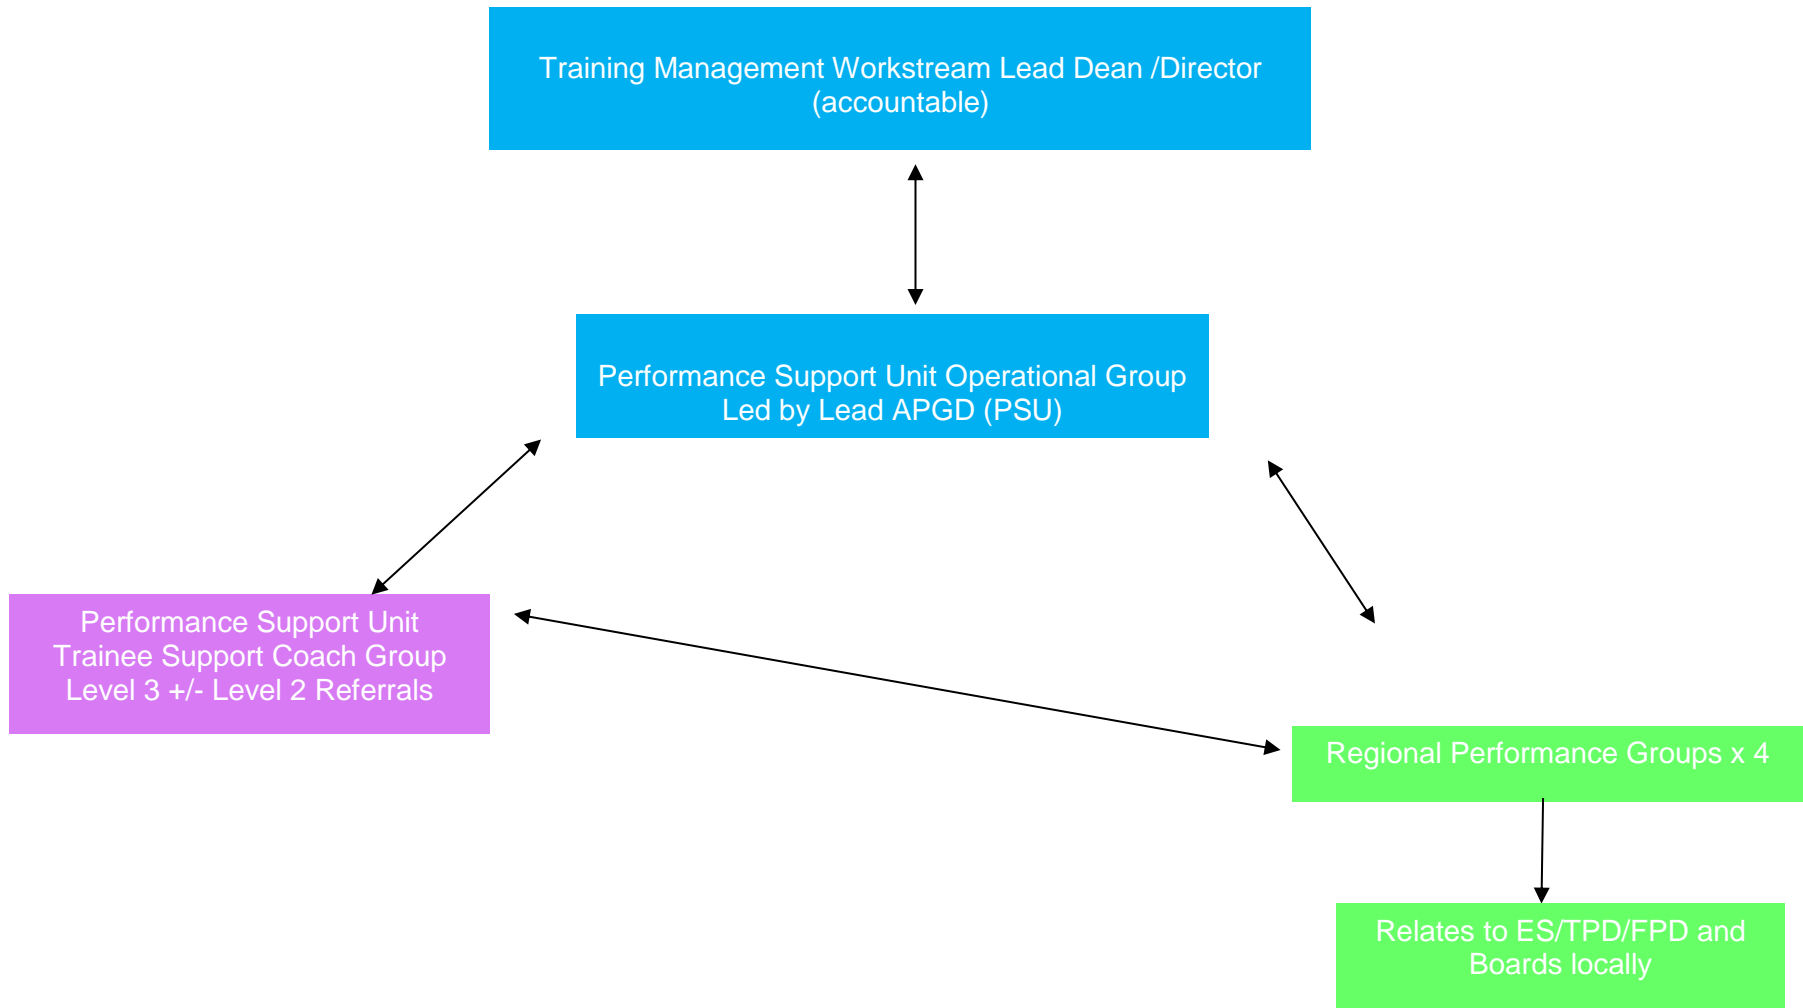 Training Management Workstream Lead Dean /Director
(accountable)
Performance Support Unit Operational Group
Led by Lead APGD (PSU)
Performance Support Unit
Trainee Support Coach Group
Level 3 +/- Level 2 Referrals
Regional Performance Groups x 4
Relates to ES/TPD/FPD and
Boards locally